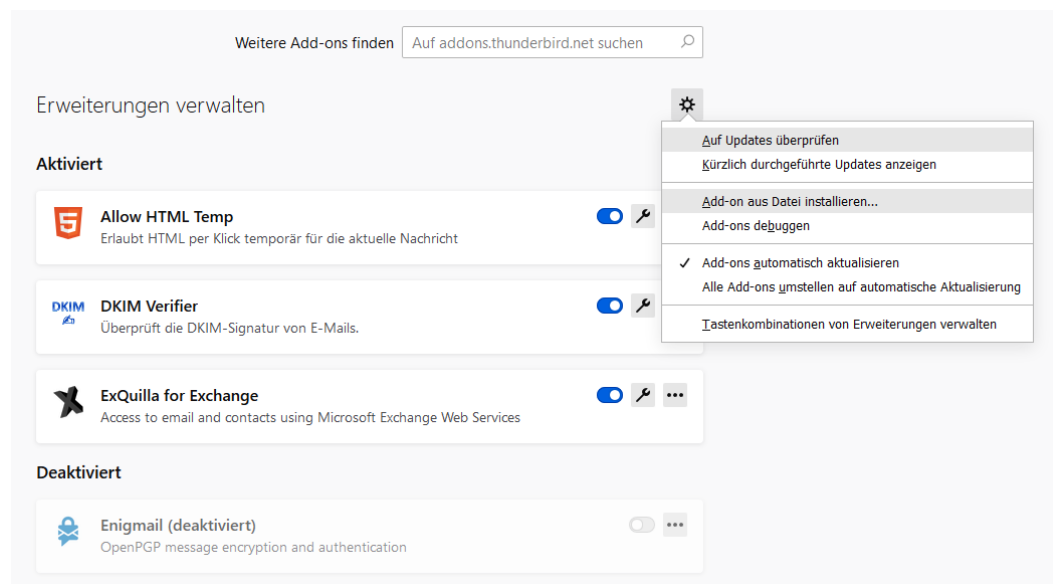 Weitere Add-ons finden
Auf addons.thunderbird.net suchen
Erweiterungen verwalten
Auf Updates überprüfen
Kürzlich durchgeführte Updates anzeigen
Add-on aus Datei installieren...
Add-ons debuggen
✓ Add-ons automatisch aktualisieren
Alle Add-ons umstellen auf automatische Aktualisierung
Tastenkombinationen von Erweiterungen verwalten
Aktiviert
Allow HTML Temp
Erlaubt HTML per Klick temporär für die aktuelle Nachricht
DKIM
DKIM Verifier
Überprüft die DKIM-Signatur von E-Mails.
ExQuilla for Exchange
Access to email and contacts using Microsoft Exchange Web Services
Deaktiviert
Enigmail (deaktiviert)
OpenPGP message encryption and authentication